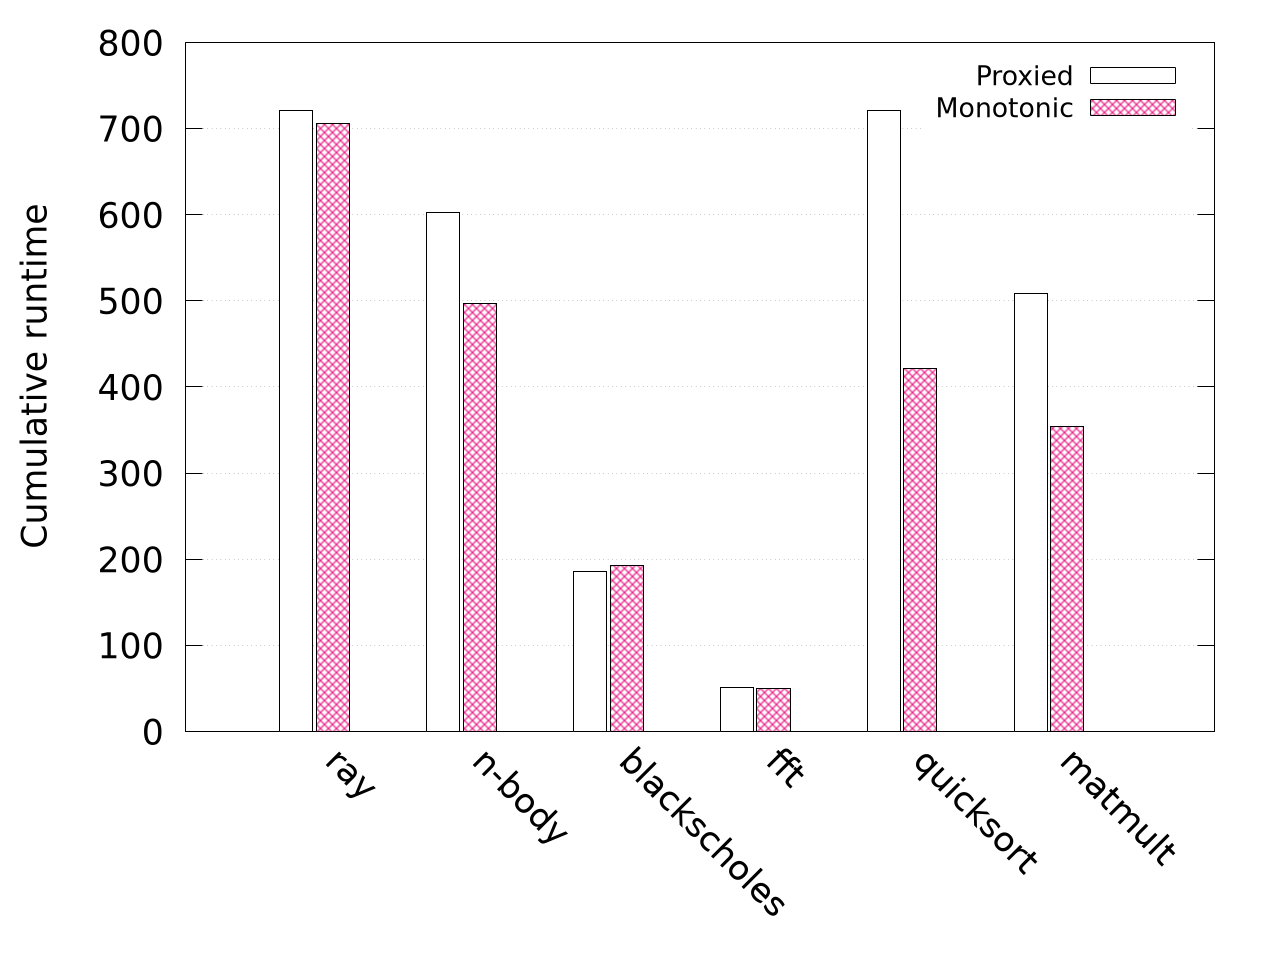 800
700
600
500
400
300
200
100
0
Cumulative runtime
Proxied
Monotonic
ray
n-body
blackscholes
fft
quicksort
matmult